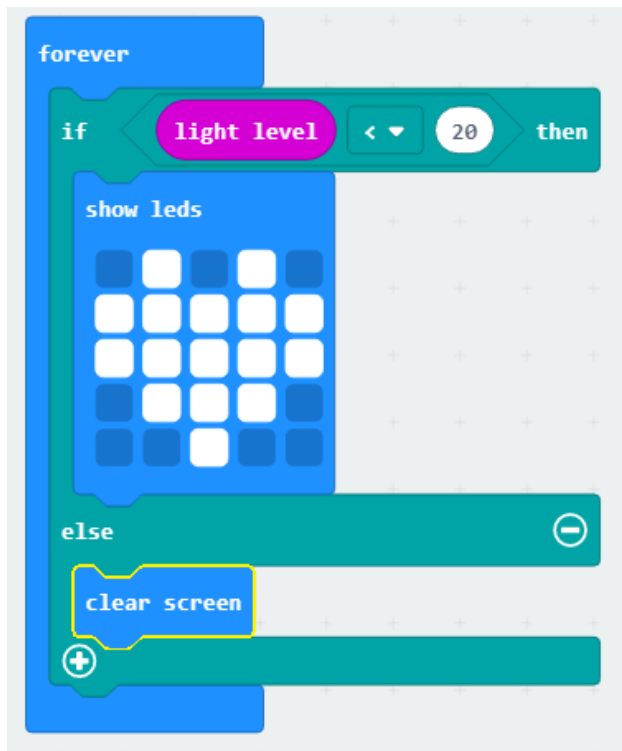 forever
if light level < 20 then
show leds
else
clear screen